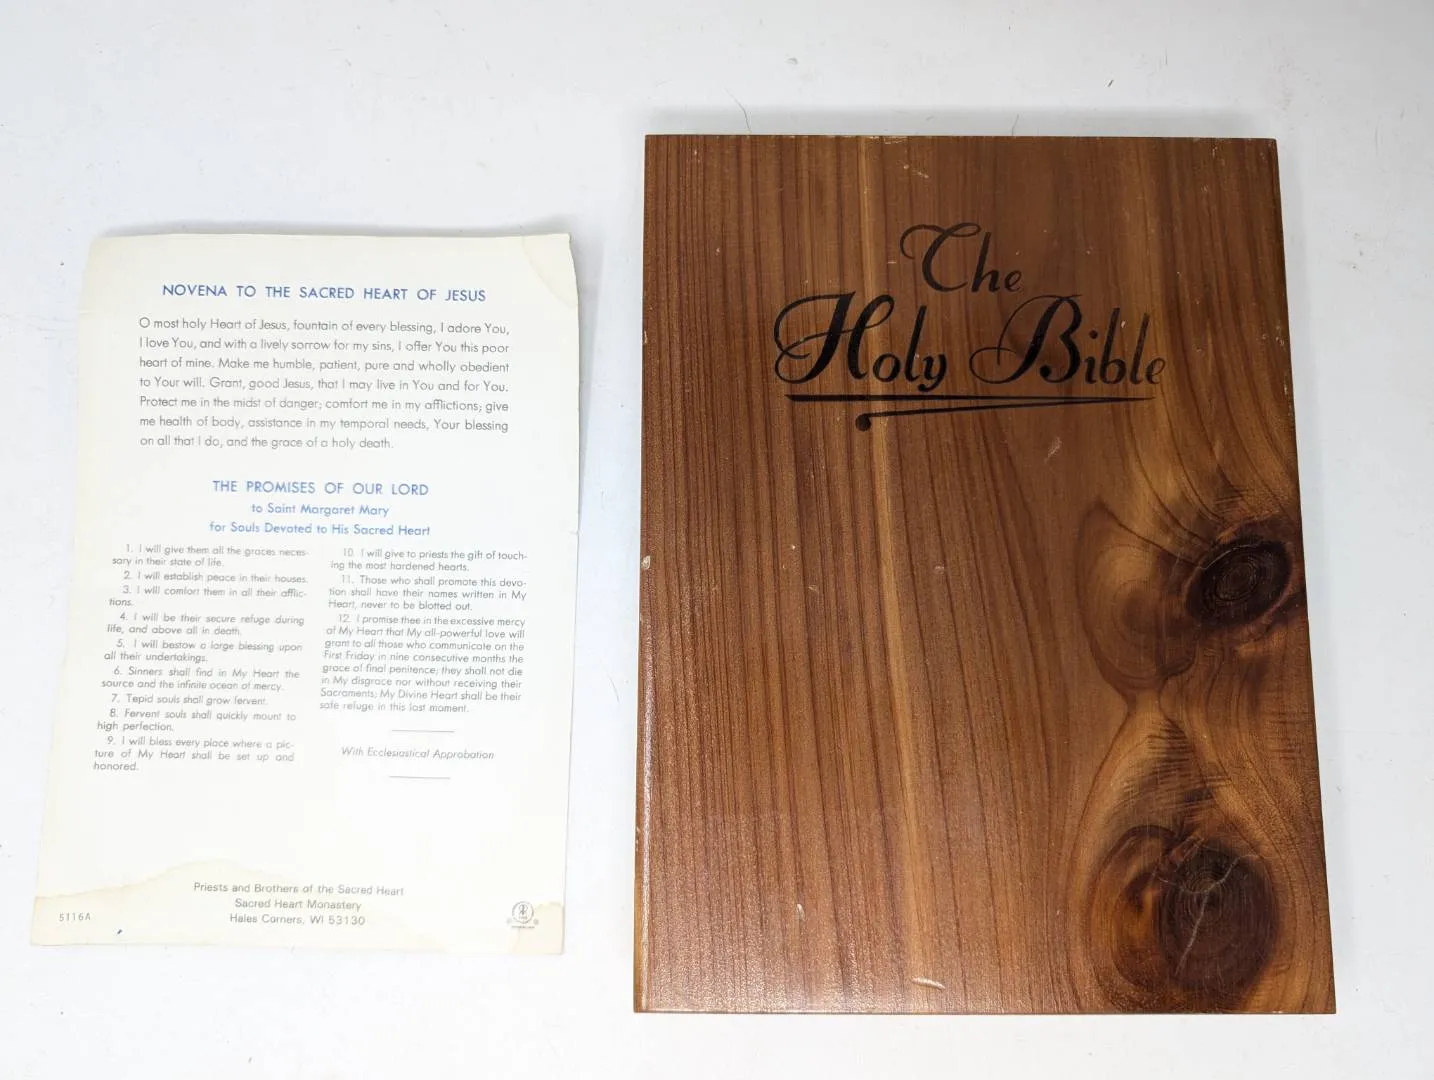 NOVENA TO THE SACRED HEART OF JESUS
O most holy Heart of Jesus, fountain of every blessing, I adore You,
I love You, and with a lively sorrow for my sins, I offer You this poor
heart of mine. Make me humble, patient, pure and wholly obedient
to Your will. Grant, good Jesus, that I may live in You and for You.
Protect me in the midst of danger; comfort me in my afflictions; give
me health of body, assistance in my temporal needs, Your blessing
on all that I do, and the grace of a holy death.
THE PROMISES OF OUR LORD
to Saint Margaret Mary
for Souls Devoted to His Sacred Heart
1. I will give them all the graces neces-
sary in their state of life.
2. I will establish peace in their houses.
3. I will comfort them in all their afflic-
tions.
4. I will be their secure refuge during
life, and above all in death.
5. I will bestow a large blessing upon
all their undertakings.
6. Sinners shall find in My Heart the
source and the infinite ocean of mercy.
7. Tepid souls shall grow fervent.
8. Fervent souls shall quickly mount to
high perfection.
9. I will bless every place where a pic-
ture of My Heart shall be set up and
honored.
10. I will give to priests the gift of touch-
ing the most hardened hearts.
11. Those who shall promote this devo-
tion shall have their names written in My
Heart, never to be blotted out.
12. I promise thee in the excessive mercy
of My Heart that My all-powerful love will
grant to all those who communicate on the
First Friday in nine consecutive months the
grace of final penitence; they shall not die
in My disgrace nor without receiving their
Sacraments; My Divine Heart shall be their
safe refuge in this last moment.
With Ecclesiastical Approbation
Priests and Brothers of the Sacred Heart
Sacred Heart Monastery
Hales Corners, WI 53130
5116A
The
Holy Bible